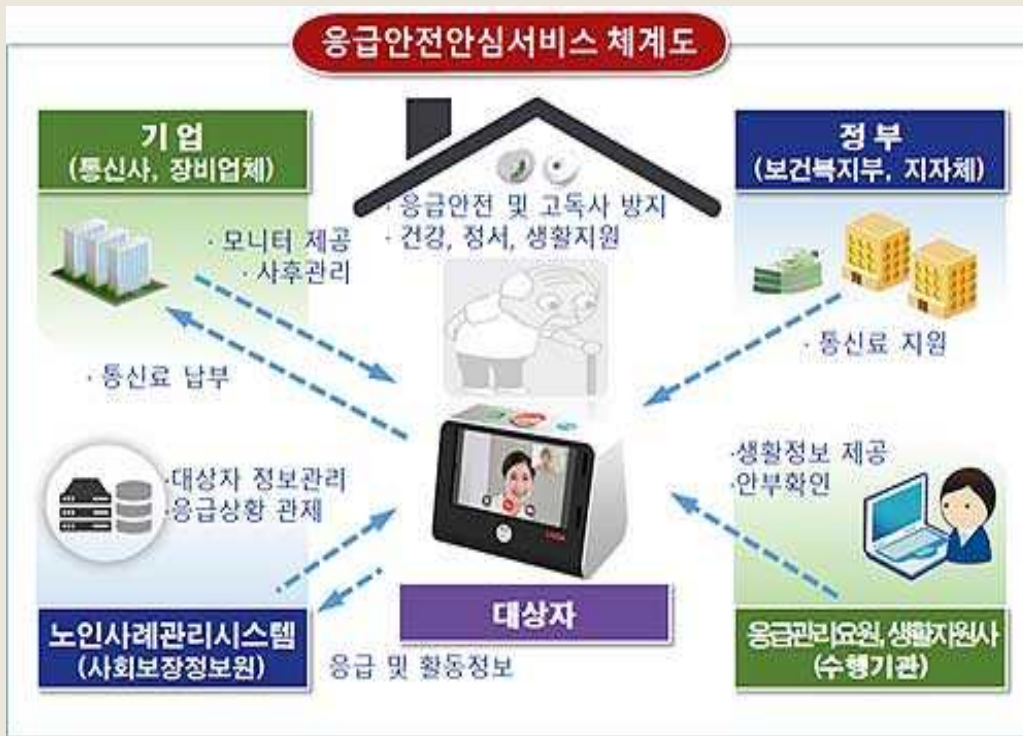 응급안전안심서비스 체계도
기 업
(통신사, 장비업체)
정 부
(보건복지부, 지자체)
· 응급안전 및 고독사 방지
· 건강, 정서, 생활지원
· 모니터 제공
· 사후관리
· 통신료 지원
· 통신료 납부
· 대상자 정보관리
· 응급상황 관제
· 생활정보 제공
· 안부확인
대상자
노인사례관리시스템
(사회보장정보원)
응급 및 활동정보
응급관리요원, 생활지원사
(수행기관)